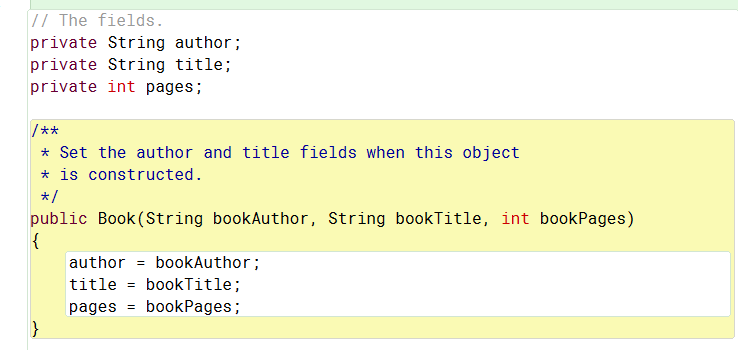 // The fields.
private String author;
private String title;
private int pages;
/**
 * Set the author and title fields when this object
 * is constructed.
 */
public Book(String bookAuthor, String bookTitle, int bookPages)
{
    author = bookAuthor;
    title = bookTitle;
    pages = bookPages;
}